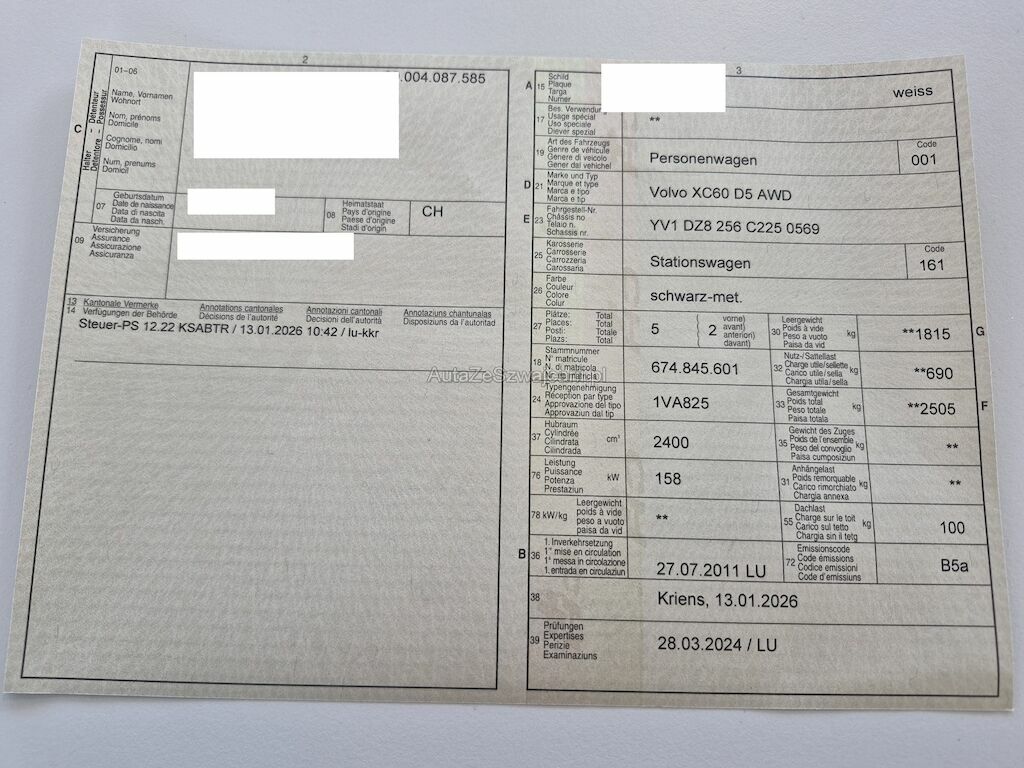 2
01–06
.004.087.585
C
Halter - Détenteur
Detentore - Possessur
Name, Vornamen
Wohnort
Nom, prénoms
Domicile
Cognome, nomi
Domicilio
Num, prenums
Domicil
07
Geburtsdatum
Date de naissance
Data di nascita
Data da nasch.
08
Heimatstaat
Pays d'origine
Paese d'origine
Stadi d'origin
CH
09
Versicherung
Assurance
Assicurazione
Assicuranza
13 Kantonale Vermerke Annotations cantonales Annotazioni cantonali Annotaziuns chantunalas
14 Verfügungen der Behörde Décisions de l'autorité Decisioni dell'autorità Disposiziuns da l'autoritad
Steuer-PS 12.22 KSABTR / 13.01.2026 10:42 / lu-kkr
AutaZeSzwajcarii.pl
3
A 15
Schild
Plaque
Targa
Numer
weiss
17
Bes. Verwendung
Usage spécial
Uso speciale
Diever spezial
**
19
Art des Fahrzeugs
Genre de véhicule
Genere di veicolo
Gener dal vehichel
Personenwagen
Code
001
D 21
Marke und Typ
Marque et type
Marca e tipo
Marca e tip
Volvo XC60 D5 AWD
E 23
Fahrgestell-Nr.
Châssis no
Telaio n.
Schassis nr.
YV1 DZ8 256 C225 0569
25
Karosserie
Carrosserie
Carrozzeria
Carossaria
Stationswagen
Code
161
26
Farbe
Couleur
Colore
Colur
schwarz-met.
27
Plätze: Total
Places: Total
Posti: Totale
Plazs: Total
5
( 2
vorne)
avant)
anteriori)
davant)
30
Leergewicht
Poids à vide
Peso a vuoto
Paisa da vid
kg
**1815
G
18
Stammnummer
N° matricule
N. di matricola
674.845.601
32
Nutz-/Sattellast
Charge utile/sellette
Carico utile/sella
Chargia utila/sella
kg
**690
24
Typengenehmigung
Réception par type
Approvazione del tipo
Approvaziun dal tip
1VA825
33
Gesamtgewicht
Poids total
Peso totale
Paisa totala
kg
**2505
F
37
Hubraum
Cylindrée
Cilindrata
Cilindrada
cm³
2400
35
Gewicht des Zuges
Poids de l'ensemble
Peso del convoglio
Paisa cumposiziun
kg
**
76
Leistung
Puissance
Potenza
Prestaziun
kW
158
31
Anhängelast
Poids remorquable
Carico rimorchiato
Chargia annexa
kg
**
78 kW/kg
Leergewicht
poids à vide
peso a vuoto
paisa da vid
**
55
Dachlast
Charge sur le toit
Carico sul tetto
Chargia sin il tetg
kg
100
B 36
1. Inverkehrsetzung
1re mise en circulation
1a messa in circolazione
1. entrada en circulaziun
27.07.2011 LU
72
Emissionscode
Code émissions
Codice emissioni
Code d'emissiuns
B5a
38
Kriens, 13.01.2026
39
Prüfungen
Expertises
Perizie
Examinaziuns
28.03.2024 / LU